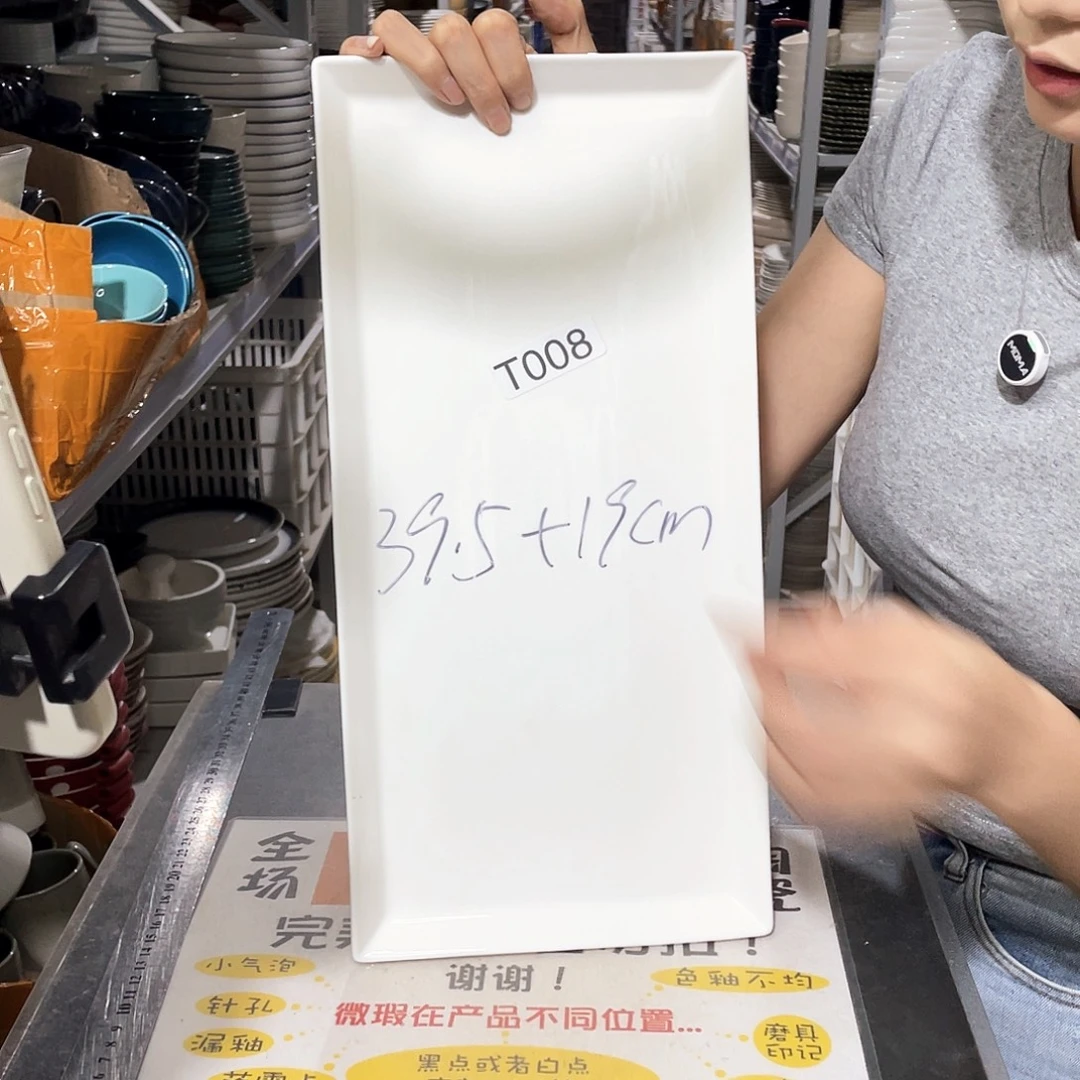 T008
39.5+19cm
MOMA
全场
完
！
谢谢！
小气泡
色釉不均
针孔
微瑕在产品不同位置...
漏釉
磨具印记
黑点或者白点